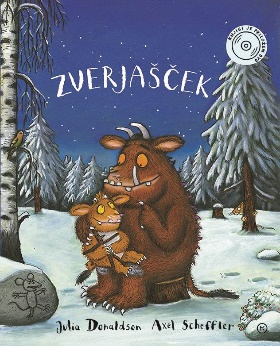 ZVERJAŠČEK
Julia Donaldson Axel Scheffler